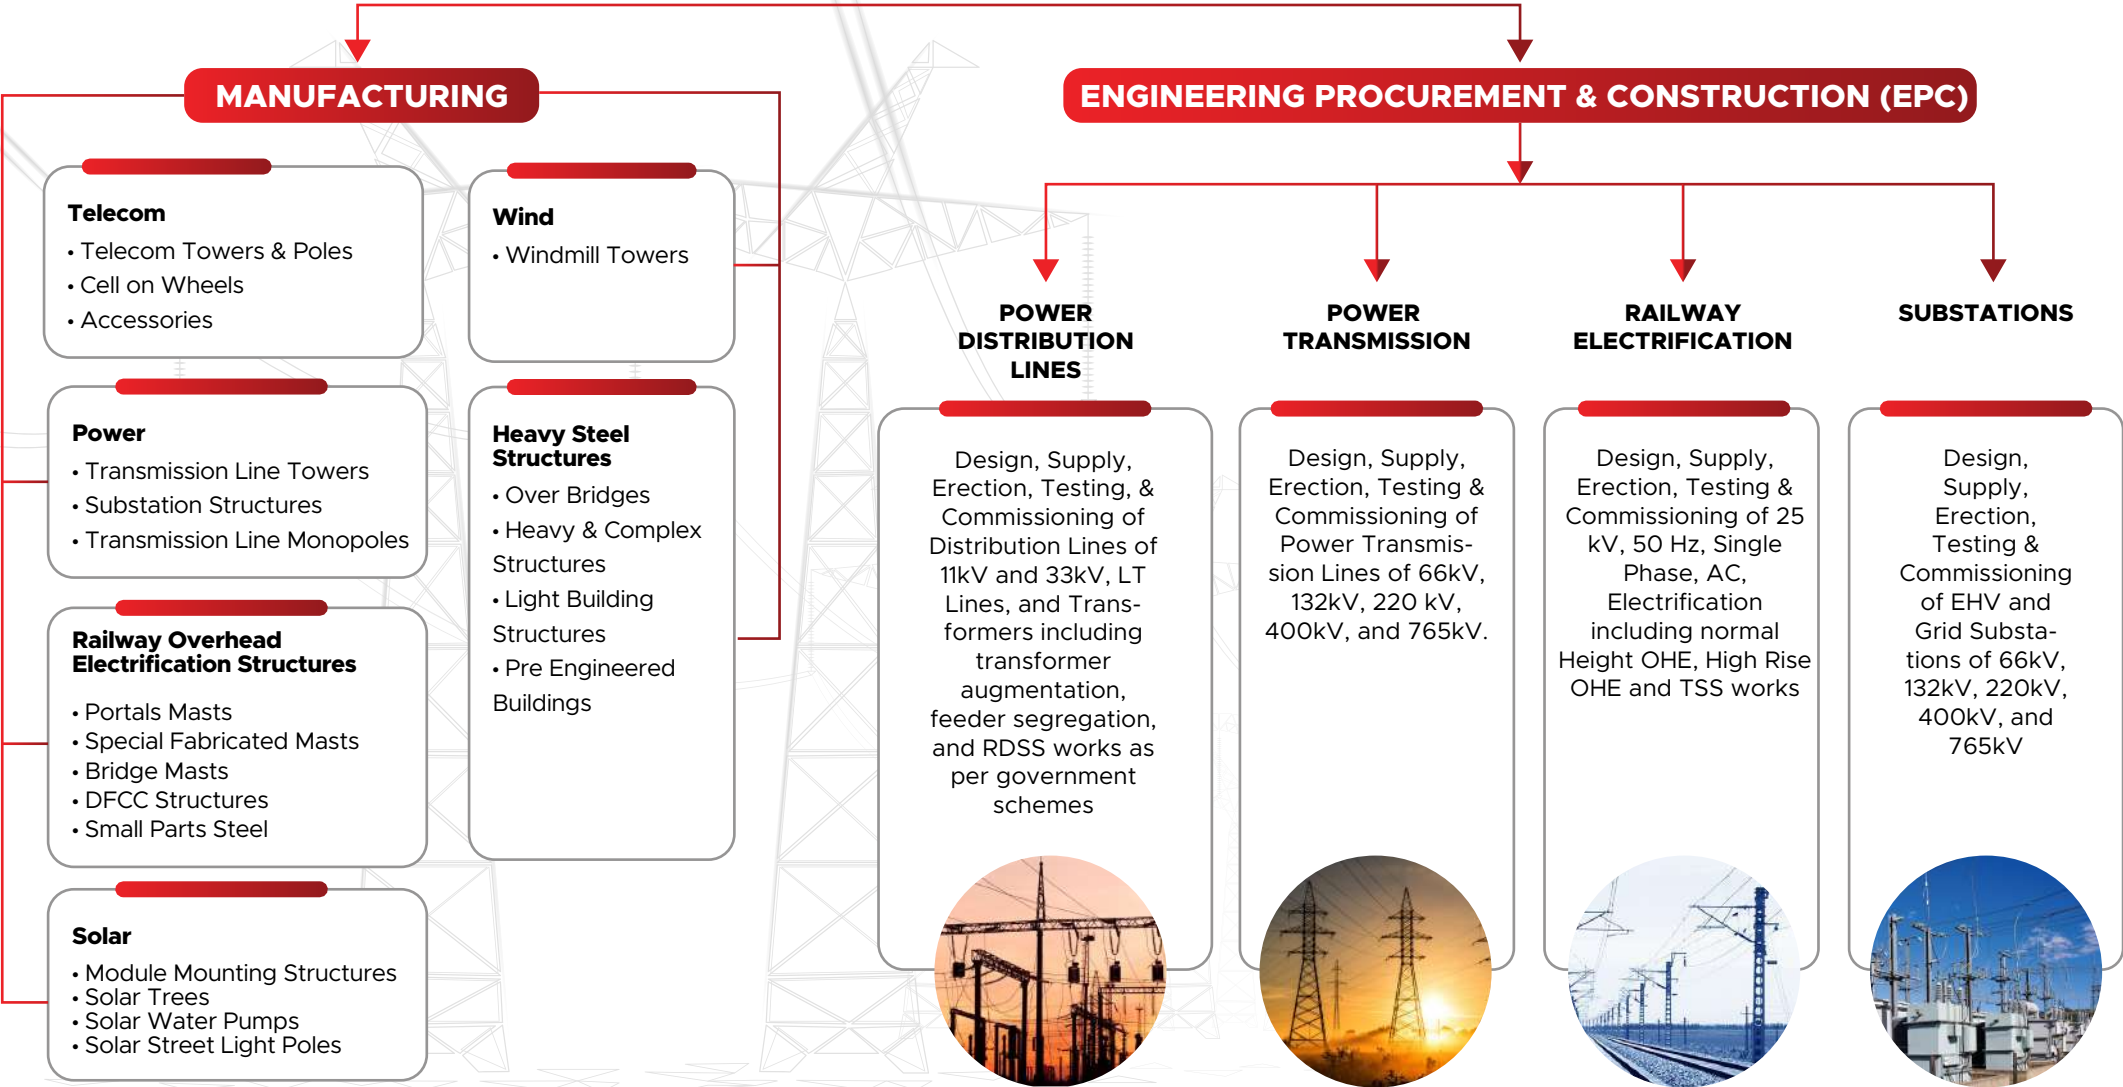 MANUFACTURING
Telecom
• Telecom Towers & Poles
• Cell on Wheels
• Accessories
Power
• Transmission Line Towers
• Substation Structures
• Transmission Line Monopoles
Railway Overhead
Electrification Structures
• Portals Masts
• Special Fabricated Masts
• Bridge Masts
• DFCC Structures
• Small Parts Steel
Solar
• Module Mounting Structures
• Solar Trees
• Solar Water Pumps
• Solar Street Light Poles
Wind
• Windmill Towers
Heavy Steel
Structures
• Over Bridges
• Heavy & Complex
Structures
• Light Building
Structures
• Pre Engineered
Buildings
ENGINEERING PROCUREMENT & CONSTRUCTION (EPC)
POWER
DISTRIBUTION
LINES
Design, Supply,
Erection, Testing, &
Commissioning of
Distribution Lines of
11kV and 33kV, LT
Lines, and Trans-
formers including
transformer
augmentation,
feeder segregation,
and RDSS works as
per government
schemes
POWER
TRANSMISSION
Design, Supply,
Erection, Testing &
Commissioning of
Power Transmis-
sion Lines of 66kV,
132kV, 220 kV,
400kV, and 765kV.
RAILWAY
ELECTRIFICATION
Design, Supply,
Erection, Testing &
Commissioning of 25
kV, 50 Hz, Single
Phase, AC,
Electrification
including normal
Height OHE, High Rise
OHE and TSS works
SUBSTATIONS
Design,
Supply,
Erection,
Testing &
Commissioning
of EHV and
Grid Substa-
tions of 66kV,
132kV, 220kV,
400kV, and
765kV